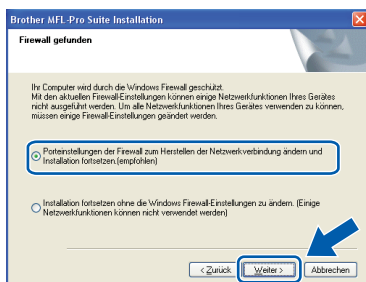 Brother MFL-Pro Suite Installation
Firewall gefunden
Ihr Computer wird durch die Windows Firewall geschützt.
Mit den aktuellen Firewall-Einstellungen können einige Netzwerkfunktionen Ihres Gerätes
nicht ausgeführt werden. Um alle Netzwerkfunktionen Ihres Gerätes verwenden zu können,
müssen einige Firewall-Einstellungen geändert werden.
Porteinstellungen der Firewall zum Herstellen der Netzwerkverbindung ändern und
Installation fortsetzen.(empfohlen)
Installation fortsetzen ohne die Windows Firewall-Einstellungen zu ändern. (Einige
Netzwerkfunktionen können nicht verwendet werden)
< Zurück Weiter > Abbrechen